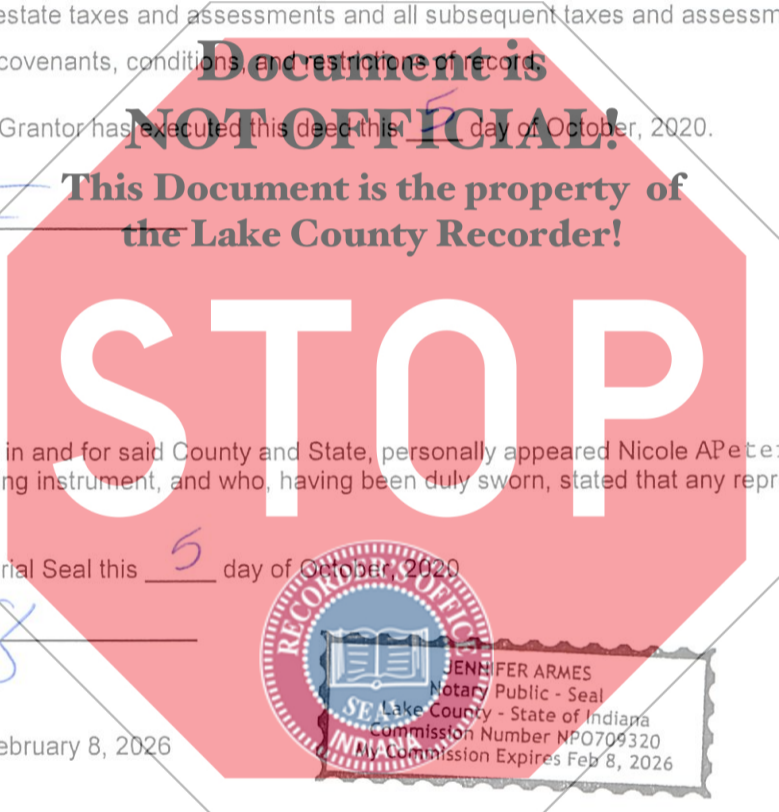 estate taxes and assessments and all subsequent taxes and assessm
covenants, conditions, and restrictions of record.
Document is
Grantor has executed this deed this 5 day of October, 2020.
NOT OFFICIAL!
This Document is the property of
the Lake County Recorder!
STOP
in and for said County and State, personally appeared Nicole APete
ng instrument, and who, having been duly sworn, stated that any repr
rial Seal this 5 day of October, 2020
RECORDER'S OFFICE
SEAL
INDIANA
JENNIFER ARMES
Notary Public - Seal
Lake County - State of Indiana
Commission Number NP0709320
My Commission Expires Feb 8, 2026
ebruary 8, 2026